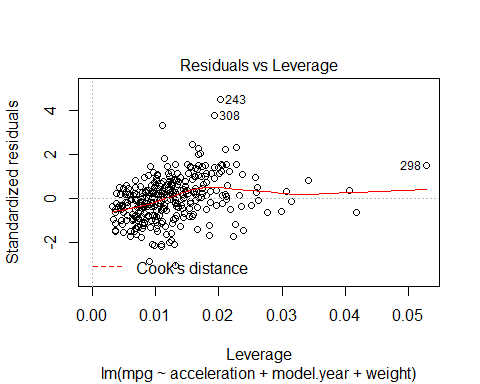 Residuals vs Leverage
Standardized residuals
4
2
0
-2
243
308
298
Cook's distance
0.00 0.01 0.02 0.03 0.04 0.05
Leverage
lm(mpg ~ acceleration + model.year + weight)